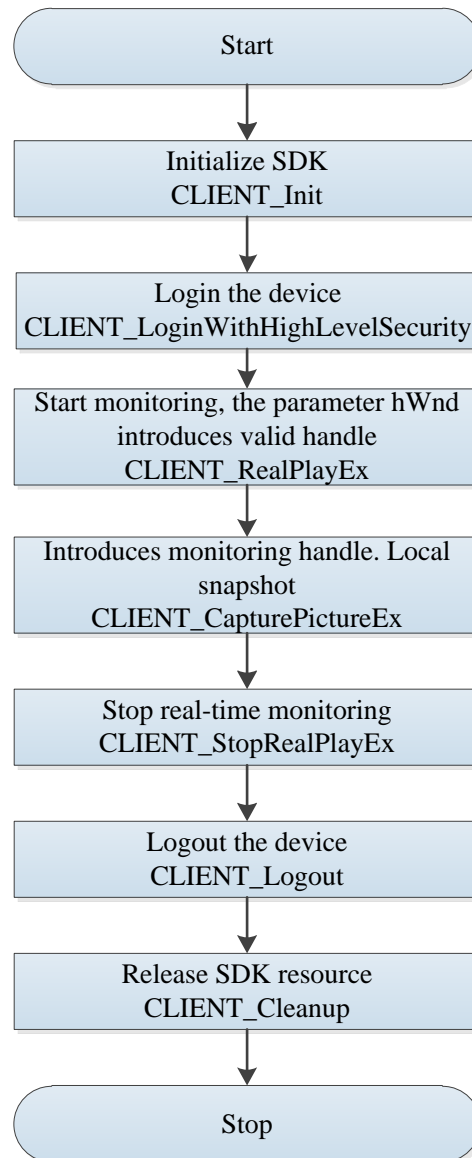 Start
Initialize SDK
CLIENT_Init
Login the device
CLIENT_LoginWithHighLevelSecurity
Start monitoring, the parameter hWnd
introduces valid handle
CLIENT_RealPlayEx
Introduces monitoring handle. Local
snapshot
CLIENT_CapturePictureEx
Stop real-time monitoring
CLIENT_StopRealPlayEx
Logout the device
CLIENT_Logout
Release SDK resource
CLIENT_Cleanup
Stop